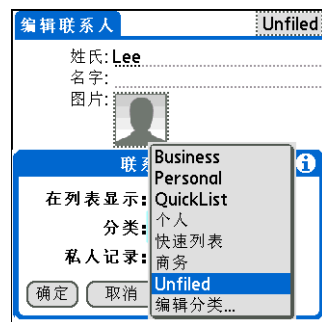 编辑联系人 Unfiled
姓氏: Lee
名字:
图片:
联
在列表显示:
分类:
私人记录:
确定 取消
Business
Personal
QuickList
个人
快速列表
商务
Unfiled
编辑分类...